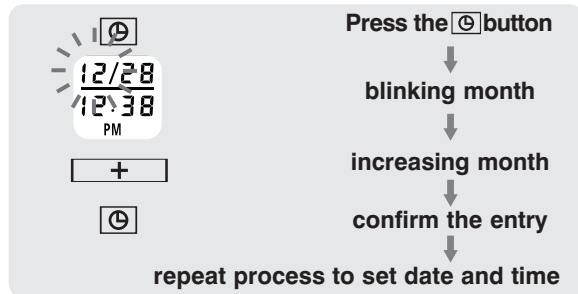 Press the button
12/28
12:38
PM
blinking month
+
increasing month
confirm the entry
repeat process to set date and time